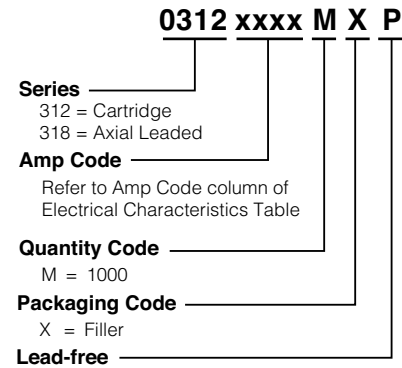 0312 xxxx M X P
Series
312 = Cartridge
318 = Axial Leaded
Amp Code
Refer to Amp Code column of
Electrical Characteristics Table
Quantity Code
M = 1000
Packaging Code
X = Filler
Lead-free